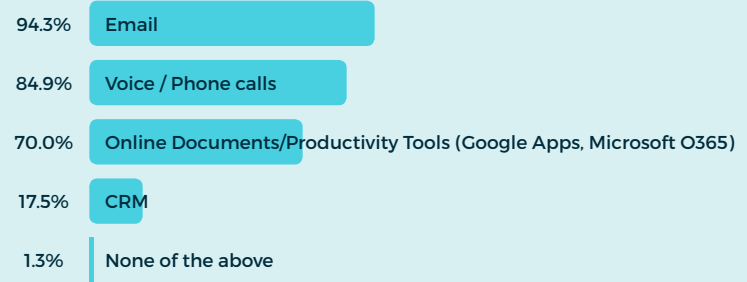 94.3% Email
84.9% Voice / Phone calls
70.0% Online Documents/Productivity Tools (Google Apps, Microsoft O365)
17.5% CRM
1.3% None of the above